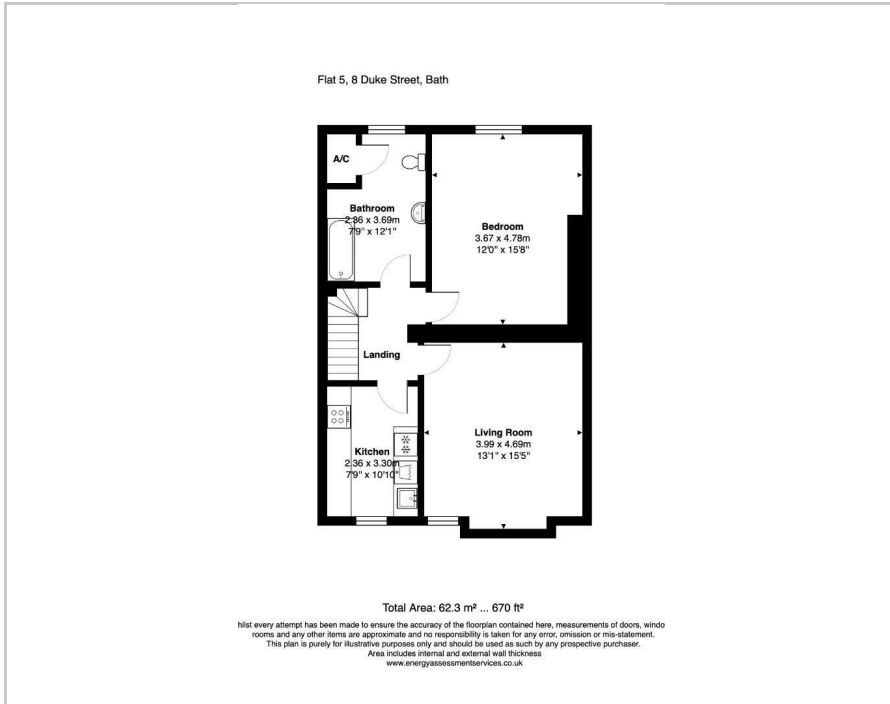 Flat 5, 8 Duke Street, Bath
A/C
Bathroom
2.36 x 3.69m
7'9" x 12'1"
Bedroom
3.67 x 4.78m
12'0" x 15'8"
Landing
Kitchen
2.36 x 3.30m
7'9" x 10'10"
Living Room
3.99 x 4.69m
13'1" x 15'5"
Total Area: 62.3 m² ... 670 ft²
hilst every attempt has been made to ensure the accuracy of the floorplan contained here, measurements of doors, windo
rooms and any other items are approximate and no responsibility is taken for any error, omission or mis-statement.
This plan is purely for illustrative purposes only and should be used as such by any prospective purchaser.
Area includes internal and external wall thickness
www.energyassessmentservices.co.uk